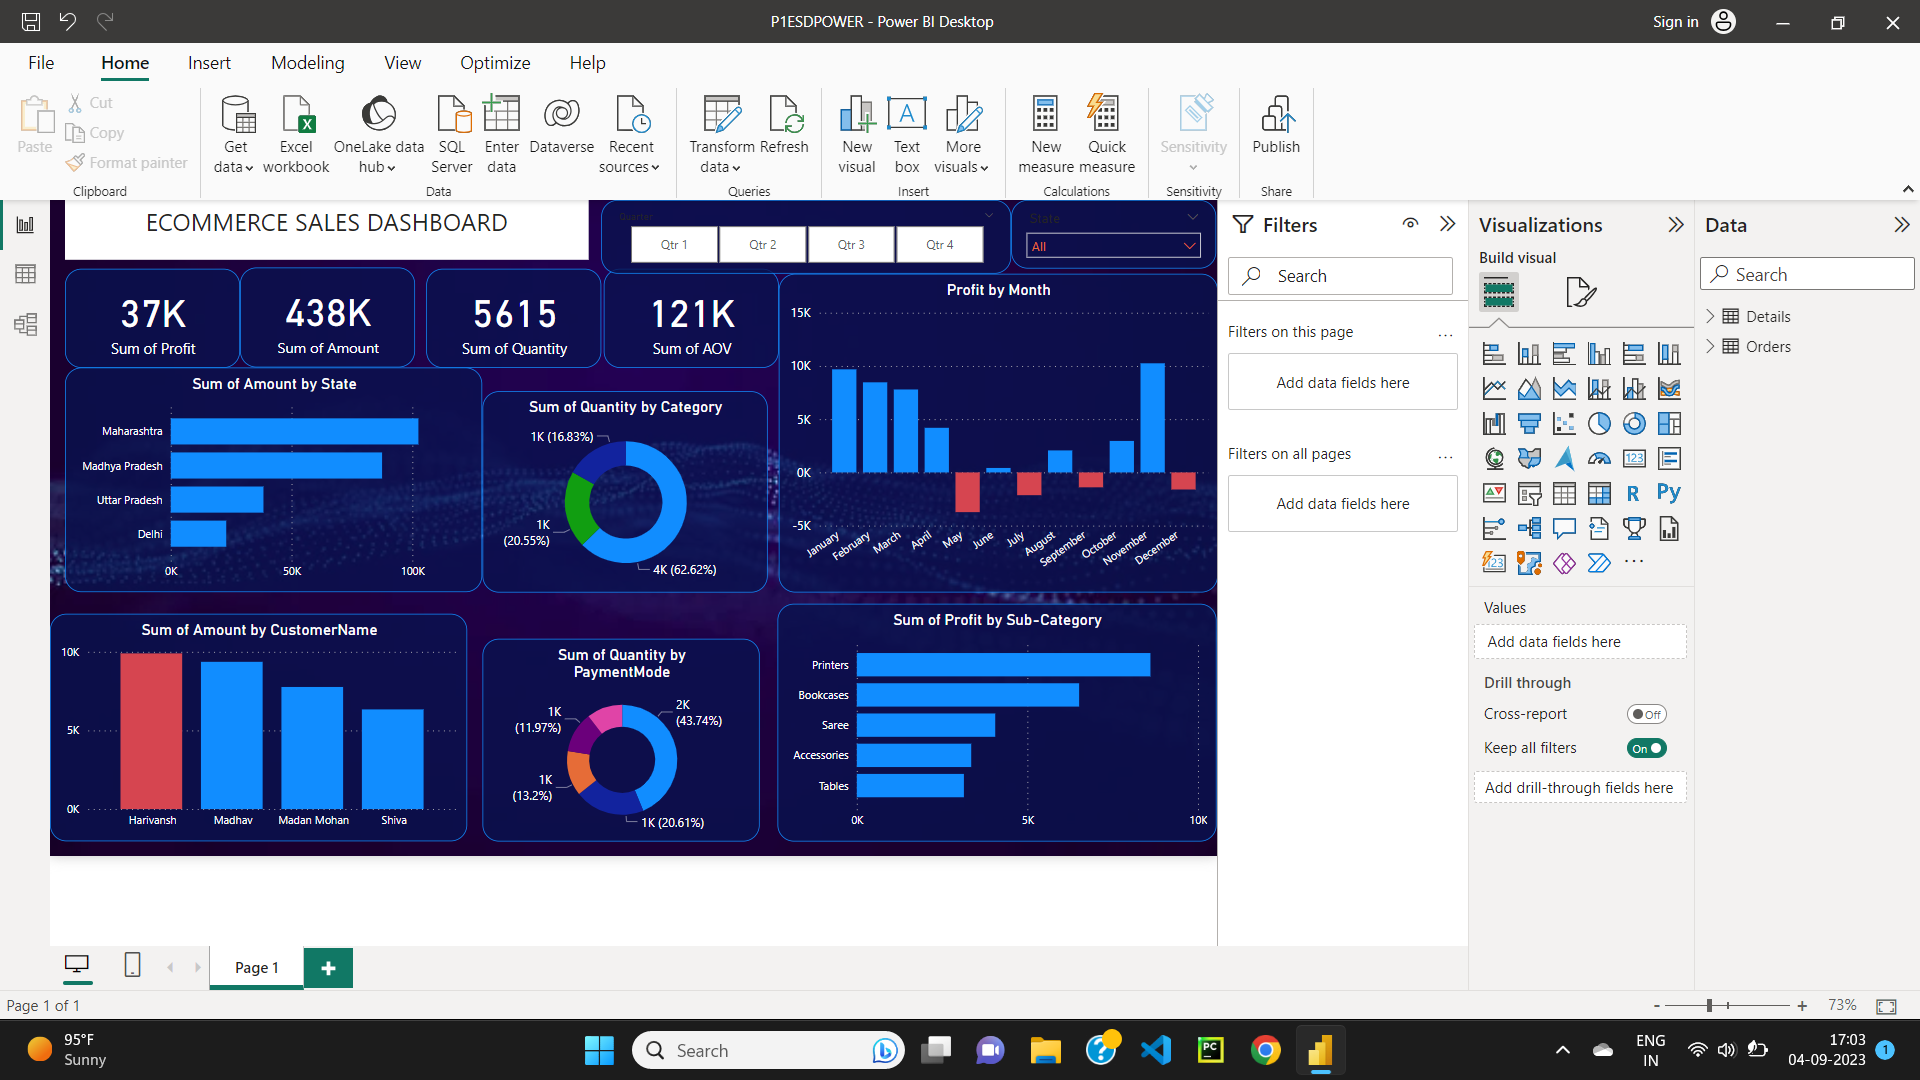 P1ESDPOWER - Power BI Desktop
Sign in
File Home Insert Modeling View Optimize Help
Paste
Cut
Copy
Format painter
Clipboard
Get data
Excel workbook
OneLake data hub
SQL Server
Enter data
Dataverse
Recent sources
Data
Transform data
Refresh
Queries
New visual
Text box
More visuals
Insert
New measure
Quick measure
Calculations
Sensitivity
Sensitivity
Publish
Share
ECOMMERCE SALES DASHBOARD
Quarter
Qtr 1 Qtr 2 Qtr 3 Qtr 4
State
All
37K
Sum of Profit
438K
Sum of Amount
5615
Sum of Quantity
121K
Sum of AOV
Sum of Amount by State
Maharashtra
Madhya Pradesh
Uttar Pradesh
Delhi
0K 50K 100K
Sum of Quantity by Category
1K (16.83%)
1K
(20.55%)
4K (62.62%)
Profit by Month
15K
10K
5K
0K
-5K
January February March April May June July August September October November December
Sum of Amount by CustomerName
10K
5K
0K
Harivansh Madhav Madan Mohan Shiva
Sum of Quantity by
PaymentMode
2K
(43.74%)
1K
(11.97%)
1K
(13.2%)
1K (20.61%)
Sum of Profit by Sub-Category
Printers
Bookcases
Saree
Accessories
Tables
0K 5K 10K
Filters
Search
Filters on this page
...
Add data fields here
Filters on all pages
...
Add data fields here
Visualizations
Build visual
123
R
Py
123
...
Values
Add data fields here
Drill through
Cross-report
Off
Keep all filters
On
Add drill-through fields here
Data
Search
Details
Orders
Page 1
+
Page 1 of 1
- + 73%
95°F
Sunny
Search
PC
ENG
IN
17:03
04-09-2023
1